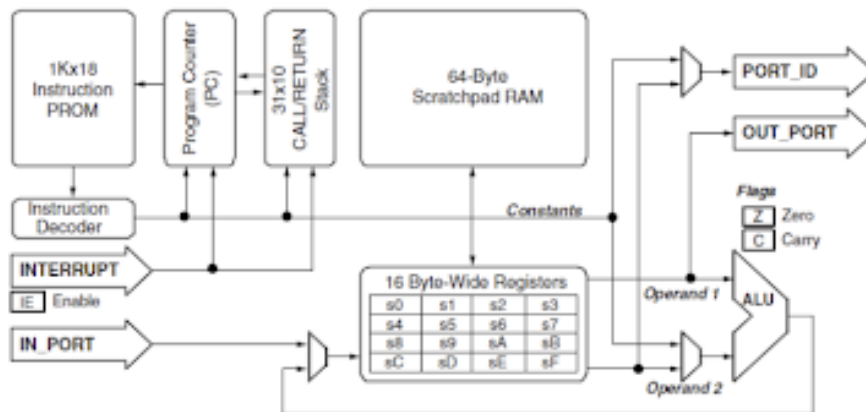 1Kx18
Instruction
PROM
Program Counter
(PC)
31x10
CALL/RETURN
Stack
64-Byte
Scratchpad RAM
PORT_ID
OUT_PORT
Instruction
Decoder
Constants
Flags
Z Zero
C Carry
INTERRUPT
IE Enable
IN_PORT
16 Byte-Wide Registers
s0 s1 s2 s3
s4 s5 s6 s7
s8 s9 sA sB
sC sD sE sF
Operand 1
ALU
Operand 2